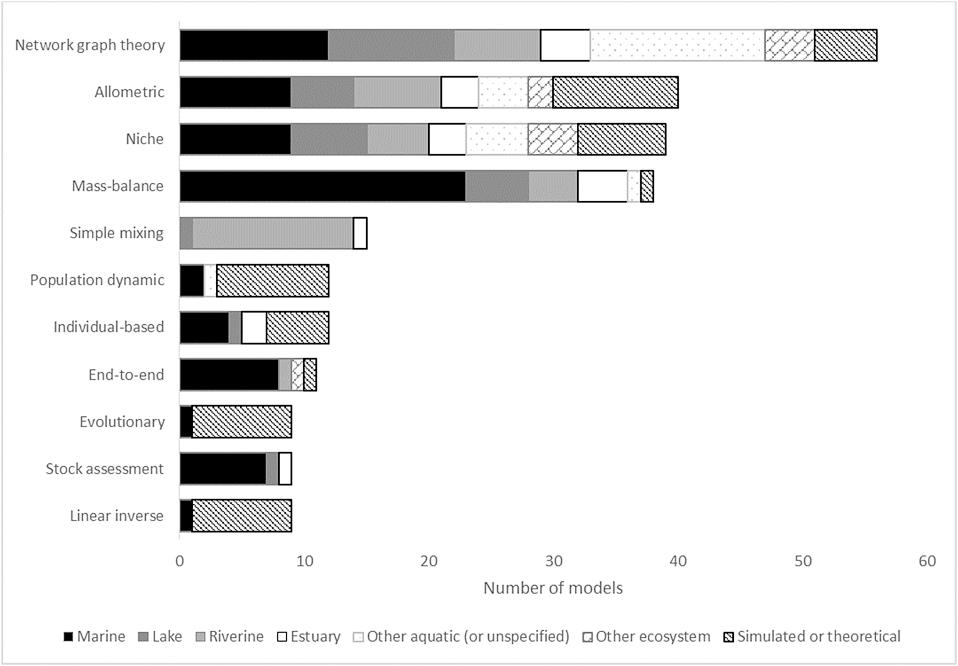 Network graph theory
Allometric
Niche
Mass-balance
Simple mixing
Population dynamic
Individual-based
End-to-end
Evolutionary
Stock assessment
Linear inverse
0 10 20 30 40 50 60
Number of models
Marine Lake Riverine Estuary Other aquatic (or unspecified) Other ecosystem Simulated or theoretical